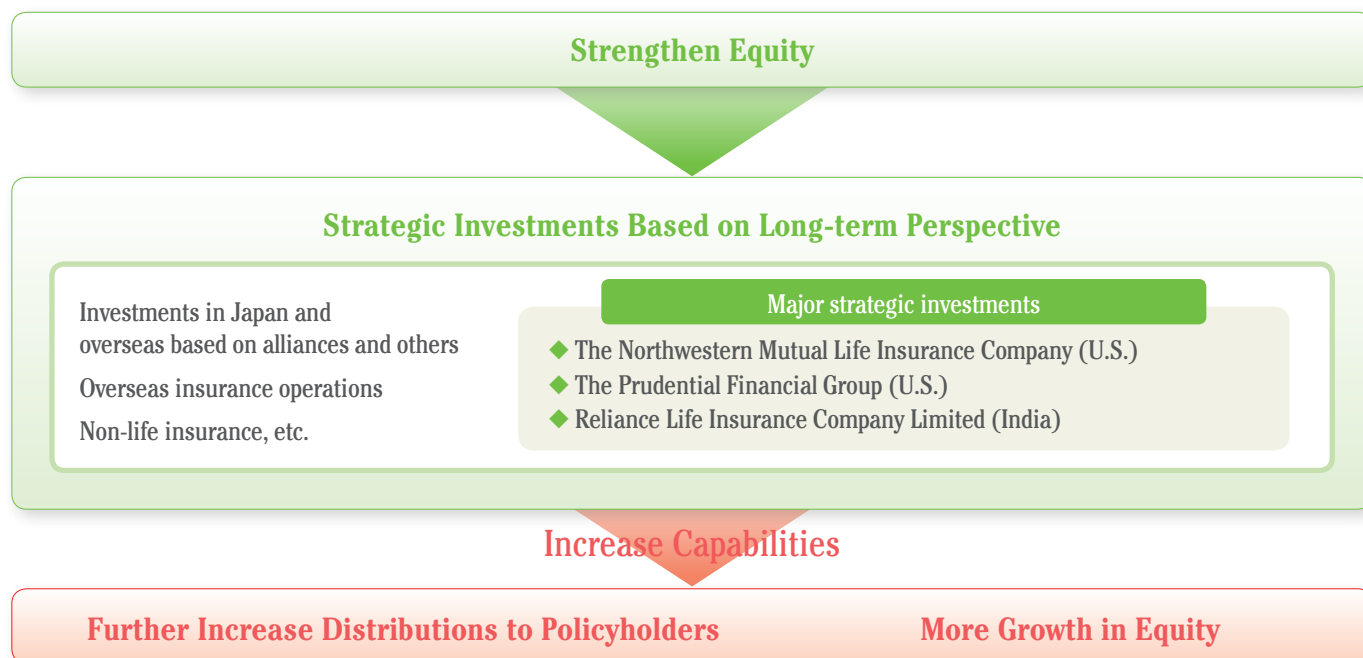 Strengthen Equity
Strategic Investments Based on Long-term Perspective
Investments in Japan and
overseas based on alliances and others
Overseas insurance operations
Non-life insurance, etc.
Major strategic investments
◆ The Northwestern Mutual Life Insurance Company (U.S.)
◆ The Prudential Financial Group (U.S.)
◆ Reliance Life Insurance Company Limited (India)
Increase Capabilities
Further Increase Distributions to Policyholders
More Growth in Equity